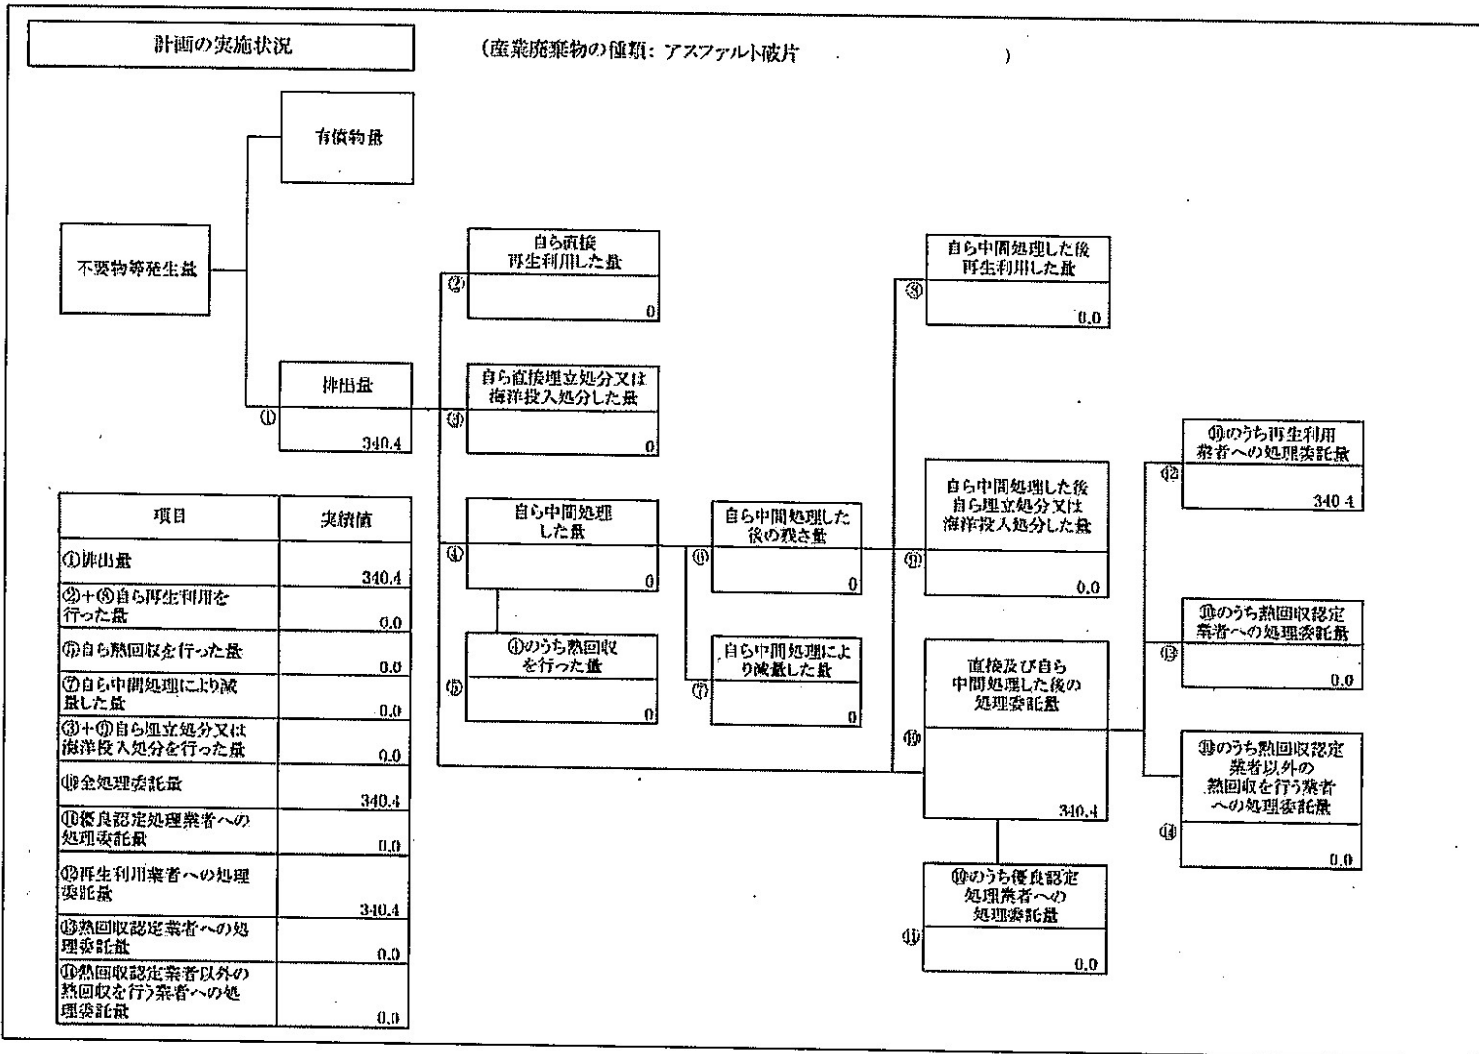 計画の実施状況
(産業廃棄物の種類: アスファルト破片 )
有償物量
不要物等発生量
排出量
①
340.4
自ら直接
再生利用した量
②
0
自ら直接埋立処分又は
海洋投入処分した量
③
0
自ら中間処理
した量
④
0
④のうち熱回収
を行った量
⑤
0
自ら中間処理した
後の残さ量
⑥
0
自ら中間処理によ
り減量した量
⑦
0
自ら中間処理した後
再生利用した量
⑧
0.0
自ら中間処理した後
自ら埋立処分又は
海洋投入処分した量
⑨
0.0
直接及び自ら
中間処理した後の
処理委託量
⑩
340.4
⑩のうち優良認定
処理業者への
処理委託量
⑪
0.0
⑩のうち再生利用
業者への処理委託量
⑫
340.4
⑩のうち熱回収認定
業者への処理委託量
⑬
0.0
⑩のうち熱回収認定
業者以外の
熱回収を行う業者
への処理委託量
⑭
0.0
項目 実績値
①排出量
340.4
②+⑧自ら再生利用を
行った量
0.0
⑤自ら熱回収を行った量
0.0
⑦自ら中間処理により減
量した量
0.0
③+⑨自ら埋立処分又は
海洋投入処分を行った量
0.0
⑩全処理委託量
340.4
⑪優良認定処理業者への
処理委託量
0.0
⑫再生利用業者への処理
委託量
340.4
⑬熱回収認定業者への処
理委託量
0.0
⑭熱回収認定業者以外の
熱回収を行う業者への処
理委託量
0.0